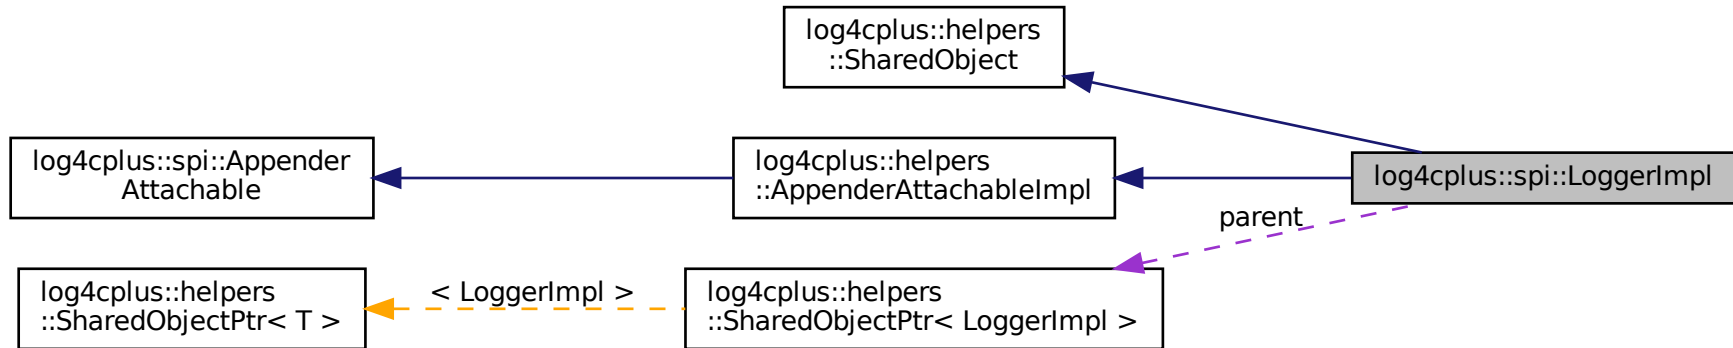 log4cplus::helpers
::SharedObject
log4cplus::spi::Appender
Attachable
log4cplus::helpers
::AppenderAttachableImpl
log4cplus::spi::LoggerImpl
parent
log4cplus::helpers
::SharedObjectPtr< T >
< LoggerImpl >
log4cplus::helpers
::SharedObjectPtr< LoggerImpl >